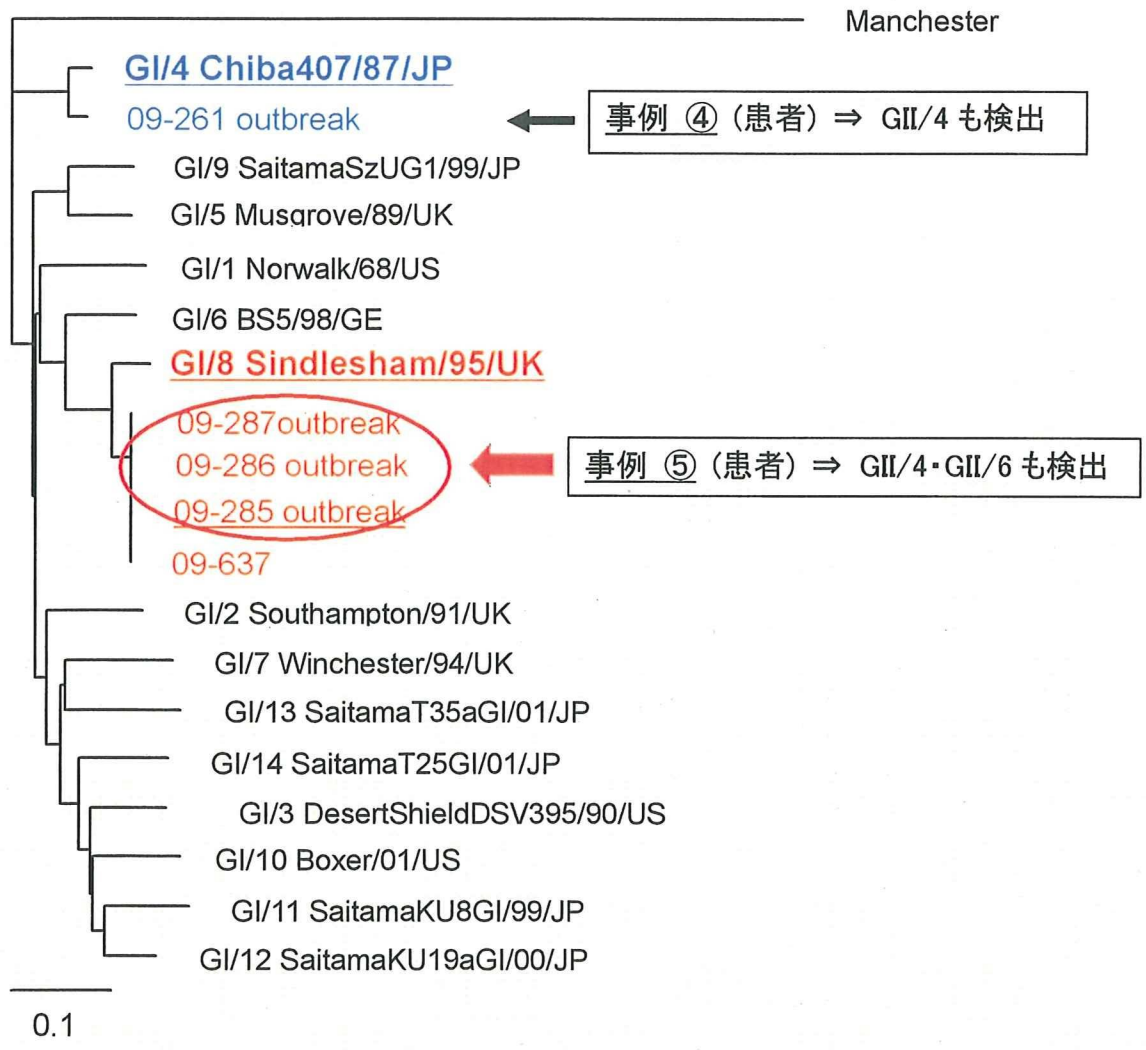 Manchester
GI/4 Chiba407/87/JP
09-261 outbreak
事例 ④ (患者) ⇒ GII/4 も検出
GI/9 SaitamaSzUG1/99/JP
GI/5 Musgrove/89/UK
GI/1 Norwalk/68/US
GI/6 BS5/98/GE
GI/8 Sindlesham/95/UK
09-287outbreak
09-286 outbreak
事例 ⑤ (患者) ⇒ GII/4・GII/6 も検出
09-285 outbreak
09-637
GI/2 Southampton/91/UK
GI/7 Winchester/94/UK
GI/13 SaitamaT35aGI/01/JP
GI/14 SaitamaT25GI/01/JP
GI/3 DesertShieldDSV395/90/US
GI/10 Boxer/01/US
GI/11 SaitamaKU8GI/99/JP
GI/12 SaitamaKU19aGI/00/JP
0.1